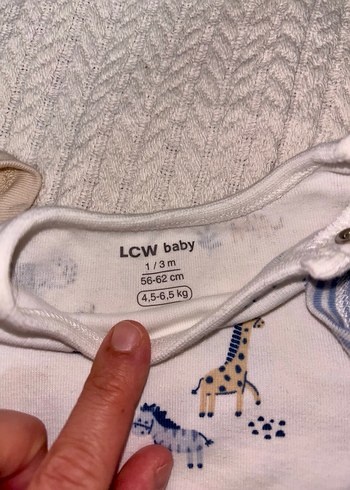 LCW baby
1 / 3 m
56-62 cm
4,5-6,5 kg